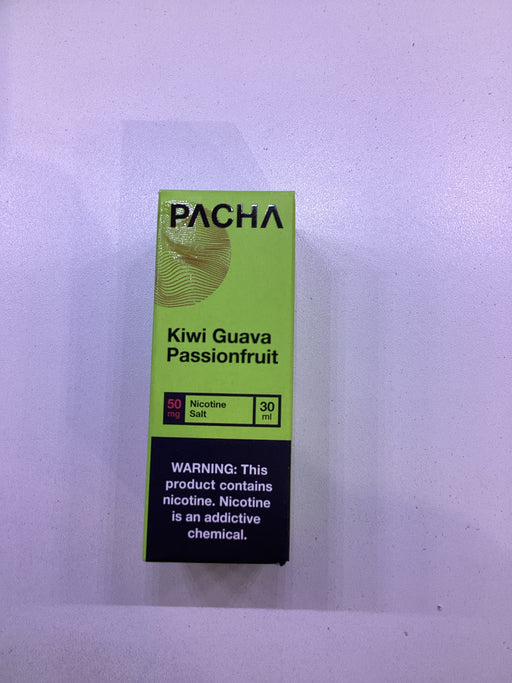 PACHA
Kiwi Guava
Passionfruit
50
mg
Nicotine
Salt
30
ml
WARNING: This
product contains
nicotine. Nicotine
is an addictive
chemical.